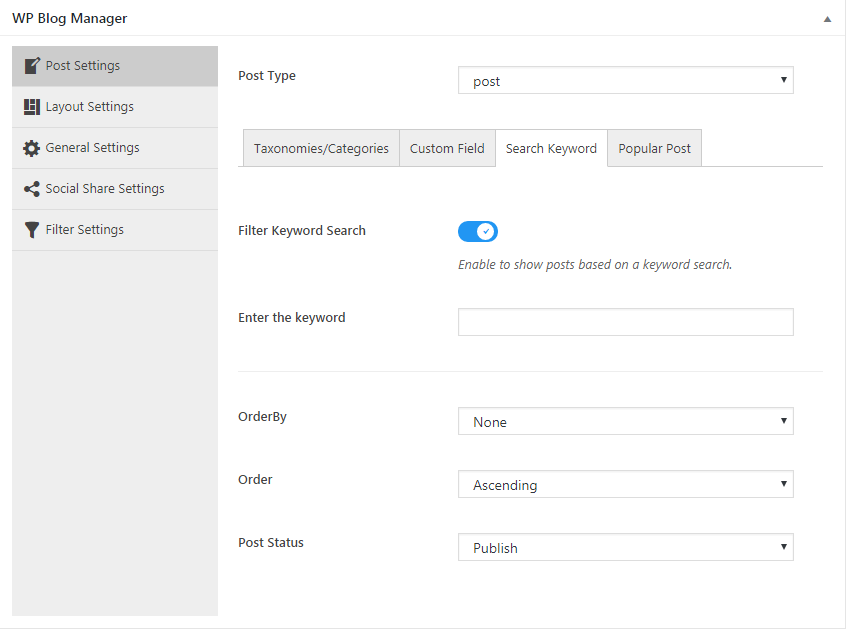 WP Blog Manager
Post Settings
Layout Settings
General Settings
Social Share Settings
Filter Settings
Post Type
post
Taxonomies/Categories Custom Field Search Keyword Popular Post
Filter Keyword Search
Enable to show posts based on a keyword search.
Enter the keyword
OrderBy
None
Order
Ascending
Post Status
Publish